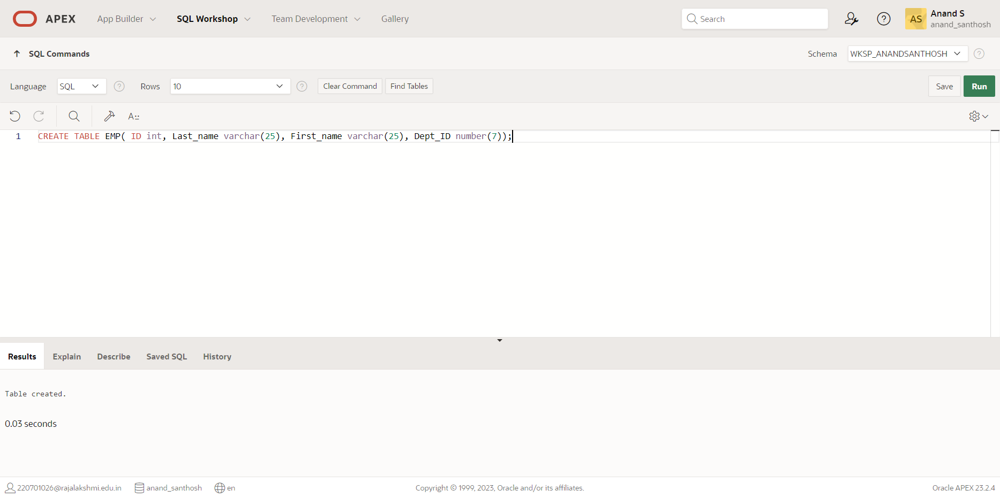 APEX App Builder SQL Workshop Team Development Gallery Search AS Anand S
anand_santhosh
SQL Commands Schema WKSP_ANANDSANTHOSH ?
Language SQL ? Rows 10 ? Clear Command Find Tables Save Run
A
1 CREATE TABLE EMP( ID int, Last_name varchar(25), First_name varchar(25), Dept_ID number(7));
Results Explain Describe Saved SQL History
Table created.
0.03 seconds
220701026@rajalakshmi.edu.in anand_santhosh en Copyright © 1999, 2023, Oracle and/or its affiliates. Oracle APEX 23.2.4